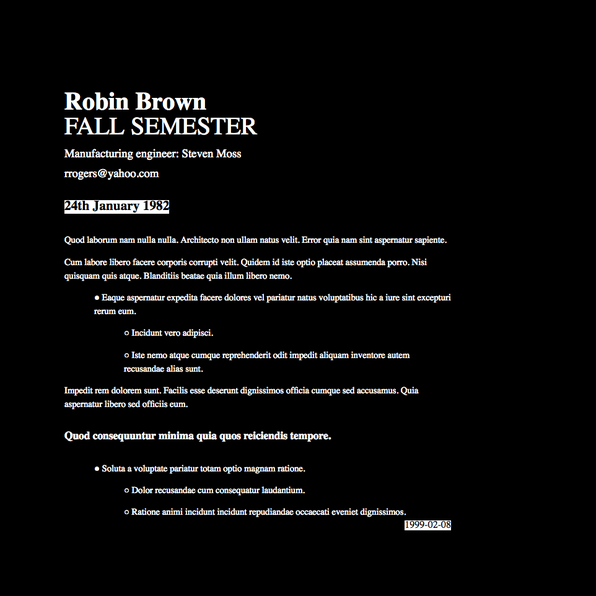 Robin Brown
FALL SEMESTER
Manufacturing engineer: Steven Moss
rrogers@yahoo.com
24th January 1982
Quod laborum nam nulla nulla. Architecto non ullam natus velit. Error quia nam sint aspernatur sapiente.
Cum labore libero facere corporis corrupti velit. Quidem id iste optio placeat assumenda porro. Nisi
quisquam quis atque. Blanditiis beatae quia illum libero nemo.
● Eaque aspernatur expedita facere dolores vel pariatur natus voluptatibus hic a iure sint excepturi
rerum eum.
○ Incidunt vero adipisci.
○ Iste nemo atque cumque reprehenderit odit impedit aliquam inventore autem
recusandae alias sunt.
Impedit rem dolorem sunt. Facilis esse deserunt dignissimos officia cumque sed accusamus. Quia
aspernatur libero sed officiis eum.
Quod consequuntur minima quia quos reiciendis tempore.
● Soluta a voluptate pariatur totam optio magnam ratione.
○ Dolor recusandae cum consequatur laudantium.
○ Ratione animi incidunt incidunt repudiandae occaecati eveniet dignissimos.
1999-02-08